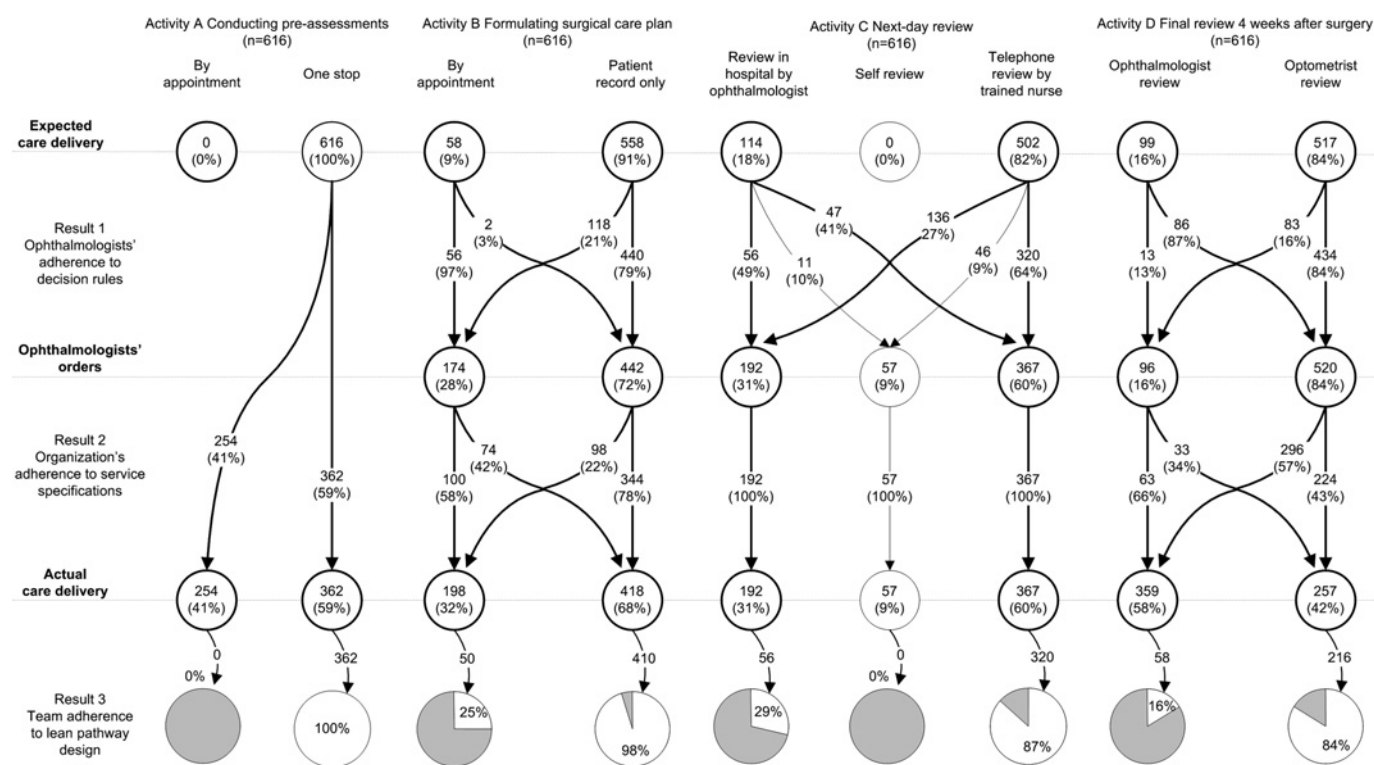 Activity A Conducting pre-assessments
(n=616)
Activity B Formulating surgical care plan
(n=616)
Activity C Next-day review
(n=616)
Activity D Final review 4 weeks after surgery
(n=616)
By
appointment
One stop
By
appointment
Patient
record only
Review in
hospital by
ophthalmologist
Self review
Telephone
review by
trained nurse
Ophthalmologist
review
Optometrist
review
Expected
care delivery
0
(0%)
616
(100%)
58
(9%)
558
(91%)
114
(18%)
0
(0%)
502
(82%)
99
(16%)
517
(84%)
Result 1
Ophthalmologists'
adherence to
decision rules
2
(3%)
118
(21%)
56
(97%)
440
(79%)
47
(41%)
136
(27%)
56
(49%)
11
(10%)
46
(9%)
320
(64%)
86
(87%)
83
(16%)
13
(13%)
434
(84%)
Ophthalmologists'
orders
174
(28%)
442
(72%)
192
(31%)
57
(9%)
367
(60%)
96
(16%)
520
(84%)
Result 2
Organization's
adherence to service
specifications
254
(41%)
362
(59%)
74
(42%)
98
(22%)
100
(58%)
344
(78%)
192
(100%)
57
(100%)
367
(100%)
33
(34%)
296
(57%)
63
(66%)
224
(43%)
Actual
care delivery
254
(41%)
362
(59%)
198
(32%)
418
(68%)
192
(31%)
57
(9%)
367
(60%)
359
(58%)
257
(42%)
Result 3
Team adherence
to lean pathway
design
0
0%
362
100%
50
25%
410
98%
56
29%
0
0%
320
87%
58
16%
216
84%